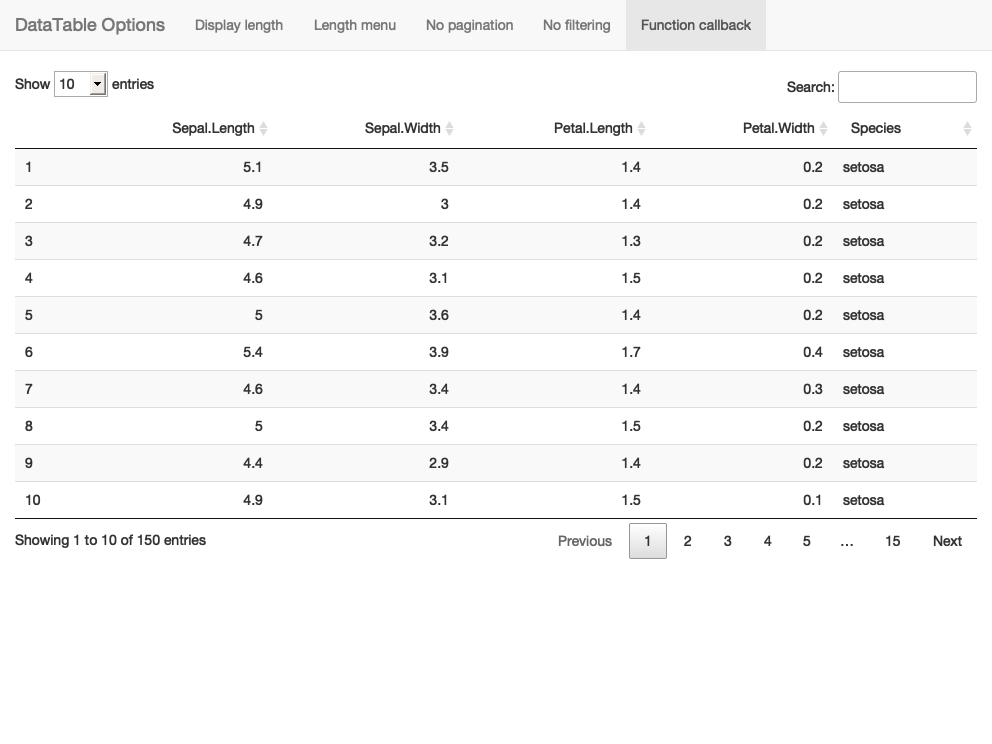 DataTable Options Display length Length menu No pagination No filtering Function callback
Show 10 entries Search:
Sepal.Length Sepal.Width Petal.Length Petal.Width Species
1 5.1 3.5 1.4 0.2 setosa
2 4.9 3 1.4 0.2 setosa
3 4.7 3.2 1.3 0.2 setosa
4 4.6 3.1 1.5 0.2 setosa
5 5 3.6 1.4 0.2 setosa
6 5.4 3.9 1.7 0.4 setosa
7 4.6 3.4 1.4 0.3 setosa
8 5 3.4 1.5 0.2 setosa
9 4.4 2.9 1.4 0.2 setosa
10 4.9 3.1 1.5 0.1 setosa
Showing 1 to 10 of 150 entries Previous 1 2 3 4 5 … 15 Next